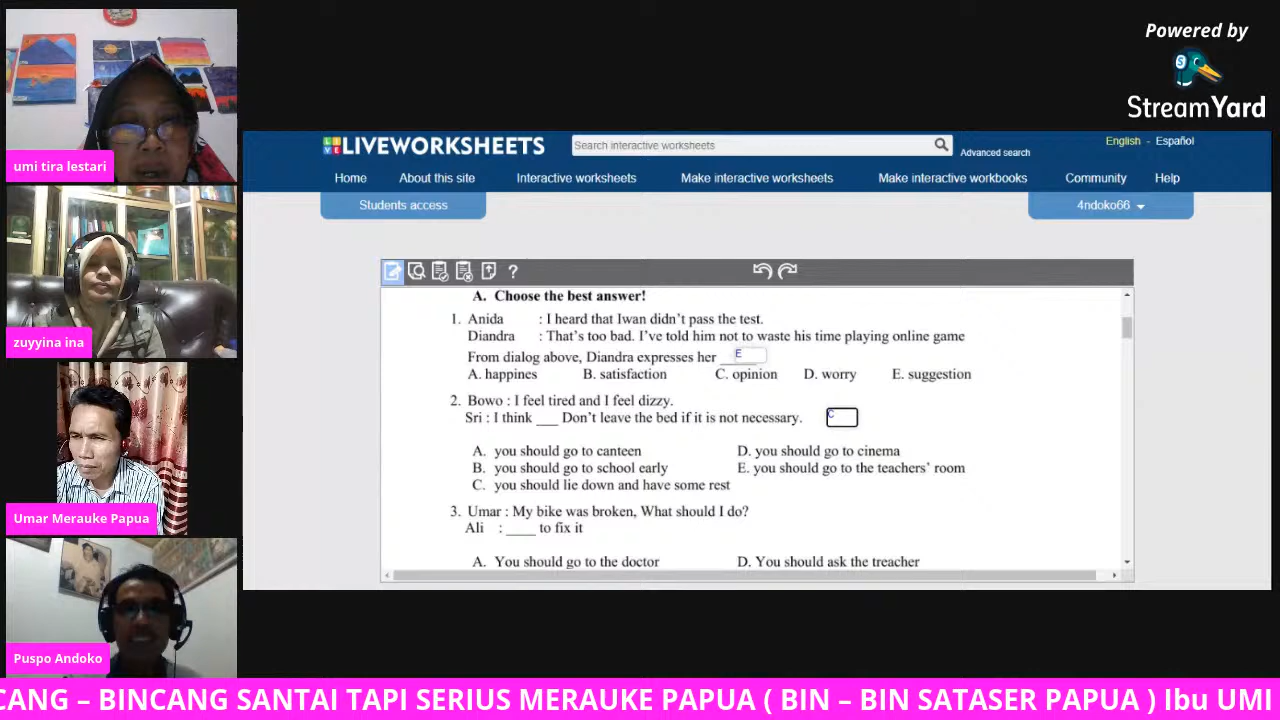 Powered by
StreamYard
umi tira lestari
zuyyina ina
Umar Merauke Papua
Puspo Andoko
LIVEWORKSHEETS
Search interactive worksheets
Advanced search
English - Español
Home About this site Interactive worksheets Make interactive worksheets Make interactive workbooks Community Help
Students access
4ndoko66
?
A. Choose the best answer!
1. Anida : I heard that Iwan didn't pass the test.
Diandra : That's too bad. I've told him not to waste his time playing online game
From dialog above, Diandra expresses her ____ E
A. happines B. satisfaction C. opinion D. worry E. suggestion
2. Bowo : I feel tired and I feel dizzy.
Sri : I think ___ Don't leave the bed if it is not necessary. C
A. you should go to canteen D. you should go to cinema
B. you should go to school early E. you should go to the teachers' room
C. you should lie down and have some rest
3. Umar : My bike was broken, What should I do?
Ali : ____ to fix it
A. You should go to the doctor D. You should ask the treacher
CANG – BINCANG SANTAI TAPI SERIUS MERAUKE PAPUA ( BIN – BIN SATASER PAPUA ) Ibu UMI